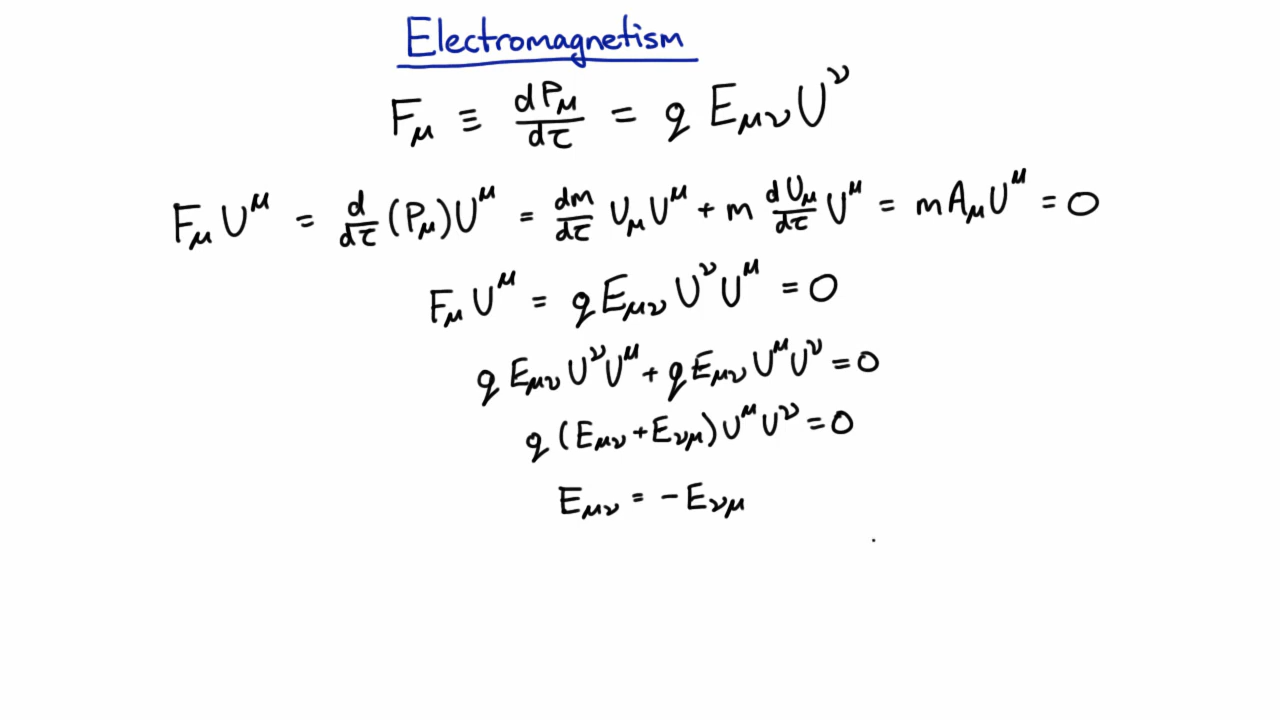 Electromagnetism
F_μ ≡ dP_μ/dτ = q E_μν U^ν
F_μ U^μ = d/dτ (P_μ) U^μ = dm/dτ U_μ U^μ + m dU_μ/dτ U^μ = m A_μ U^μ = 0
F_μ U^μ = q E_μν U^ν U^μ = 0
q E_μν U^ν U^μ + q E_μν U^μ U^ν = 0
q (E_μν + E_νμ) U^μ U^ν = 0
E_μν = - E_νμ